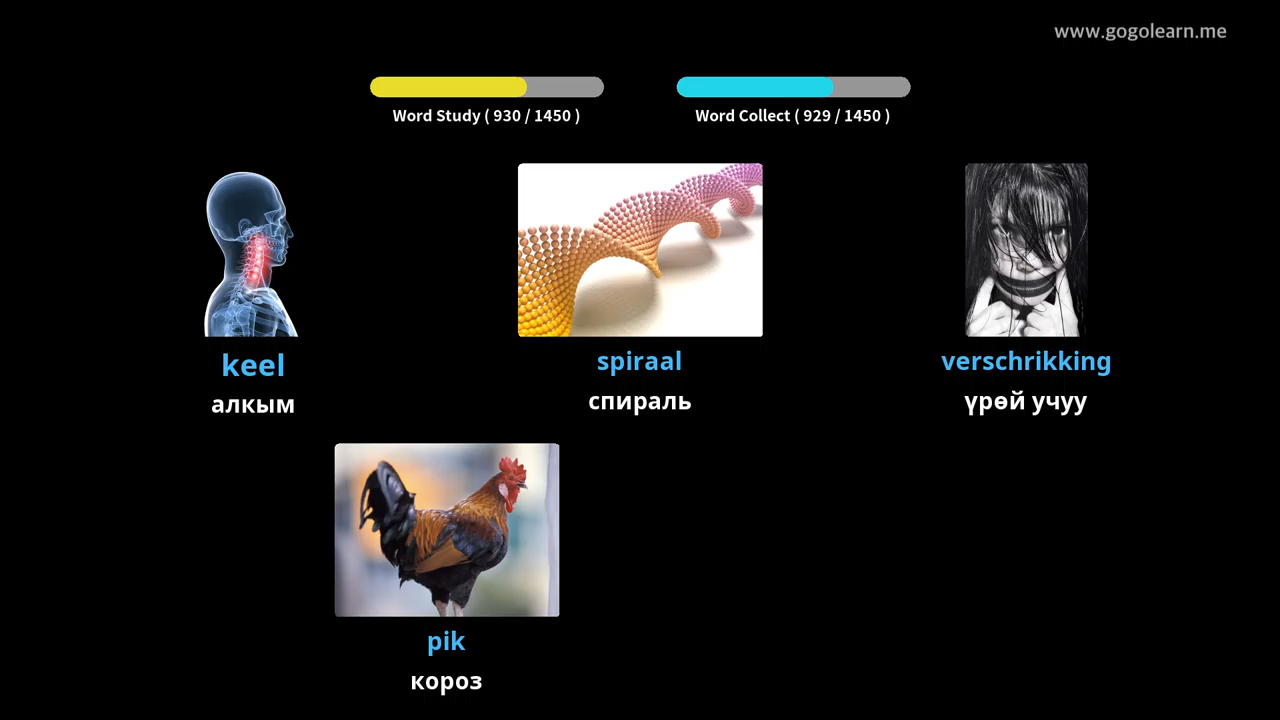 www.gogolearn.me
Word Study ( 930 / 1450 )
Word Collect ( 929 / 1450 )
keel
алкым
spiraal
спираль
verschrikking
үрөй учуу
pik
короз